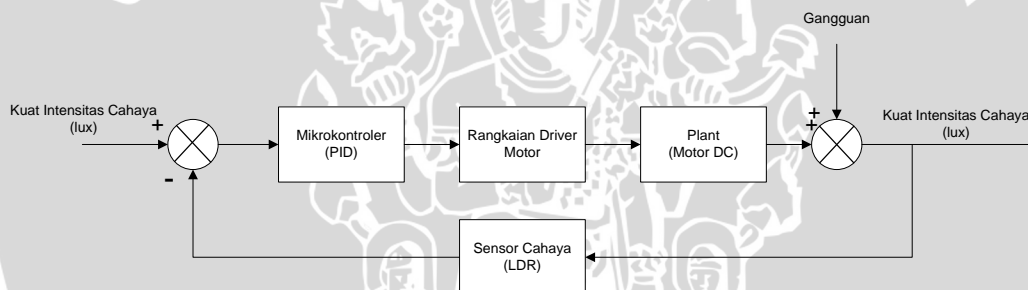 Gangguan
Kuat Intensitas Cahaya
(lux)
+
-
Mikrokontroler
(PID)
Rangkaian Driver
Motor
Plant
(Motor DC)
+
+
Kuat Intensitas Cahaya
(lux)
Sensor Cahaya
(LDR)